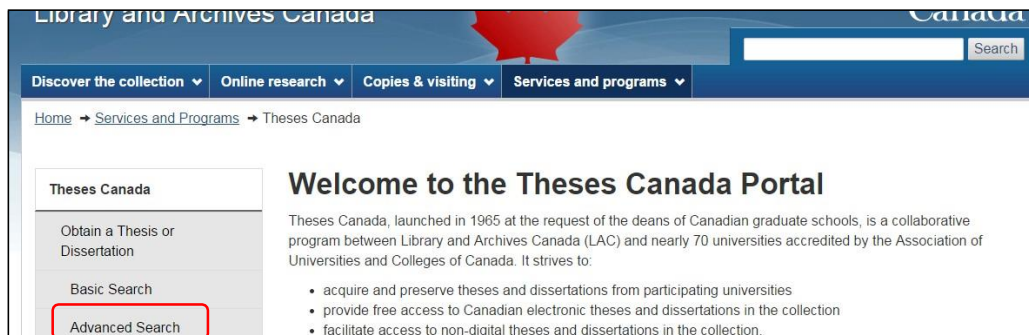 Library and Archives Canada
Canada
Search
Discover the collection Online research Copies & visiting Services and programs
Home → Services and Programs → Theses Canada
Theses Canada
Obtain a Thesis or
Dissertation
Basic Search
Advanced Search
Welcome to the Theses Canada Portal
Theses Canada, launched in 1965 at the request of the deans of Canadian graduate schools, is a collaborative
program between Library and Archives Canada (LAC) and nearly 70 universities accredited by the Association of
Universities and Colleges of Canada. It strives to:
• acquire and preserve theses and dissertations from participating universities
• provide free access to Canadian electronic theses and dissertations in the collection
• facilitate access to non-digital theses and dissertations in the collection.